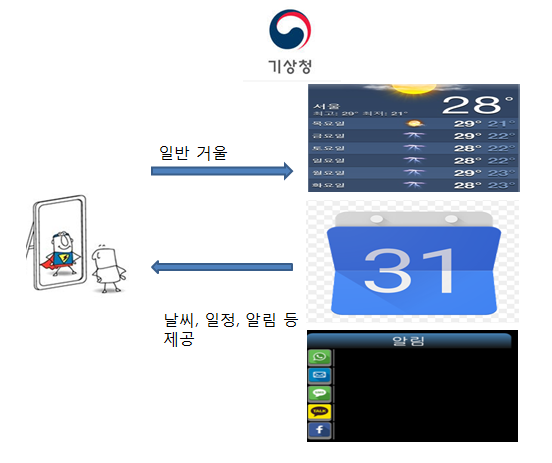 기상청
일반 거울
서울
최고: 29° 최저: 21°
28°
목요일 29° 21°
금요일 29° 22°
토요일 28° 22°
일요일 28° 22°
월요일 29° 23°
화요일 28° 23°
31
날씨, 일정, 알림 등
제공
알림
TALK